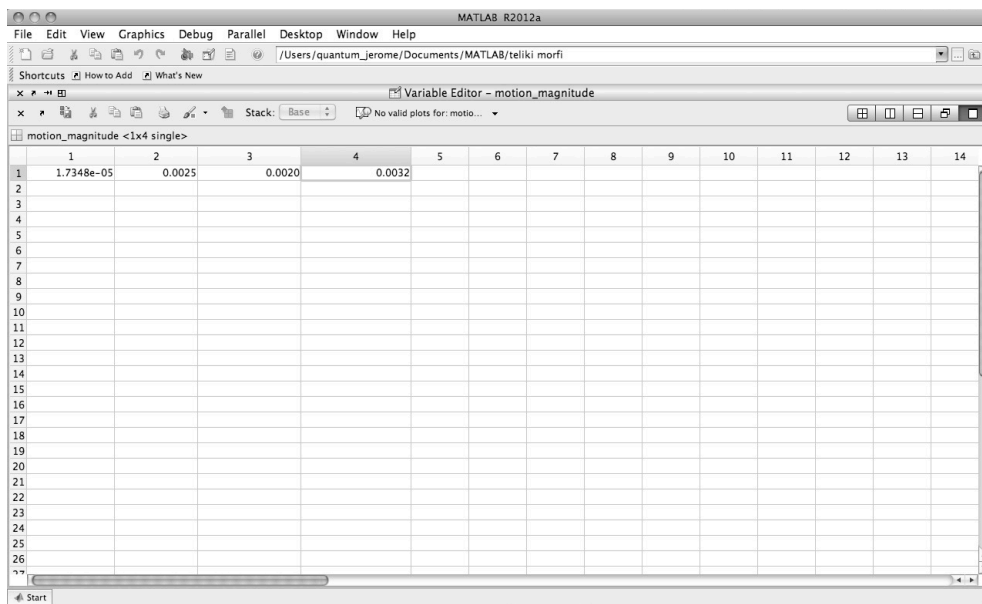 MATLAB R2012a
File Edit View Graphics Debug Parallel Desktop Window Help
/Users/quantum_jerome/Documents/MATLAB/teliki morfi
Shortcuts How to Add What's New
Variable Editor - motion_magnitude
Stack: Base No valid plots for: motio...
motion_magnitude <1x4 single>
1 2 3 4 5 6 7 8 9 10 11 12 13 14
1 1.7348e-05 0.0025 0.0020 0.0032
2
3
4
5
6
7
8
9
10
11
12
13
14
15
16
17
18
19
20
21
22
23
24
25
26
27
Start